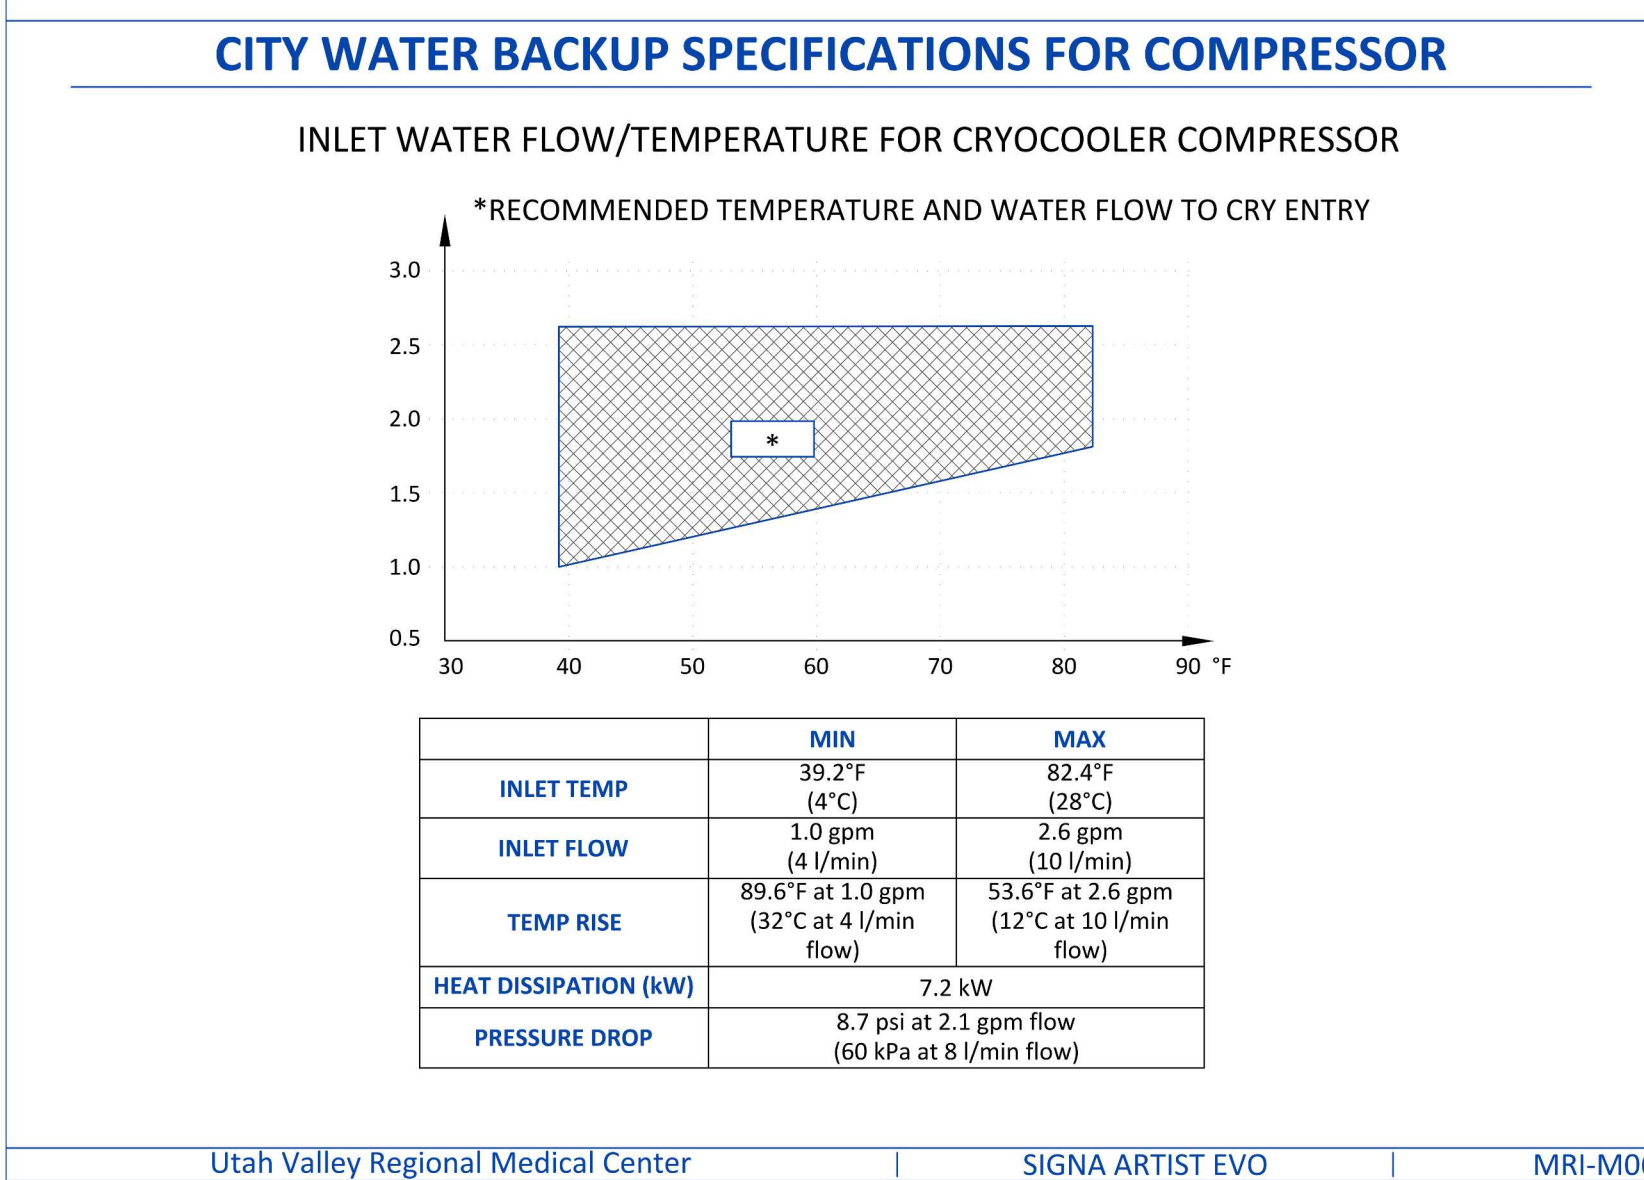 CITY WATER BACKUP SPECIFICATIONS FOR COMPRESSOR
INLET WATER FLOW/TEMPERATURE FOR CRYOCOOLER COMPRESSOR
*RECOMMENDED TEMPERATURE AND WATER FLOW TO CRY ENTRY
3.0
2.5
2.0
*
1.5
1.0
0.5
30 40 50 60 70 80 90 °F
MIN MAX
INLET TEMP 39.2°F (4°C) 82.4°F (28°C)
INLET FLOW 1.0 gpm (4 l/min) 2.6 gpm (10 l/min)
TEMP RISE 89.6°F at 1.0 gpm (32°C at 4 l/min flow) 53.6°F at 2.6 gpm (12°C at 10 l/min flow)
HEAT DISSIPATION (kW) 7.2 kW
PRESSURE DROP 8.7 psi at 2.1 gpm flow (60 kPa at 8 l/min flow)
Utah Valley Regional Medical Center | SIGNA ARTIST EVO |